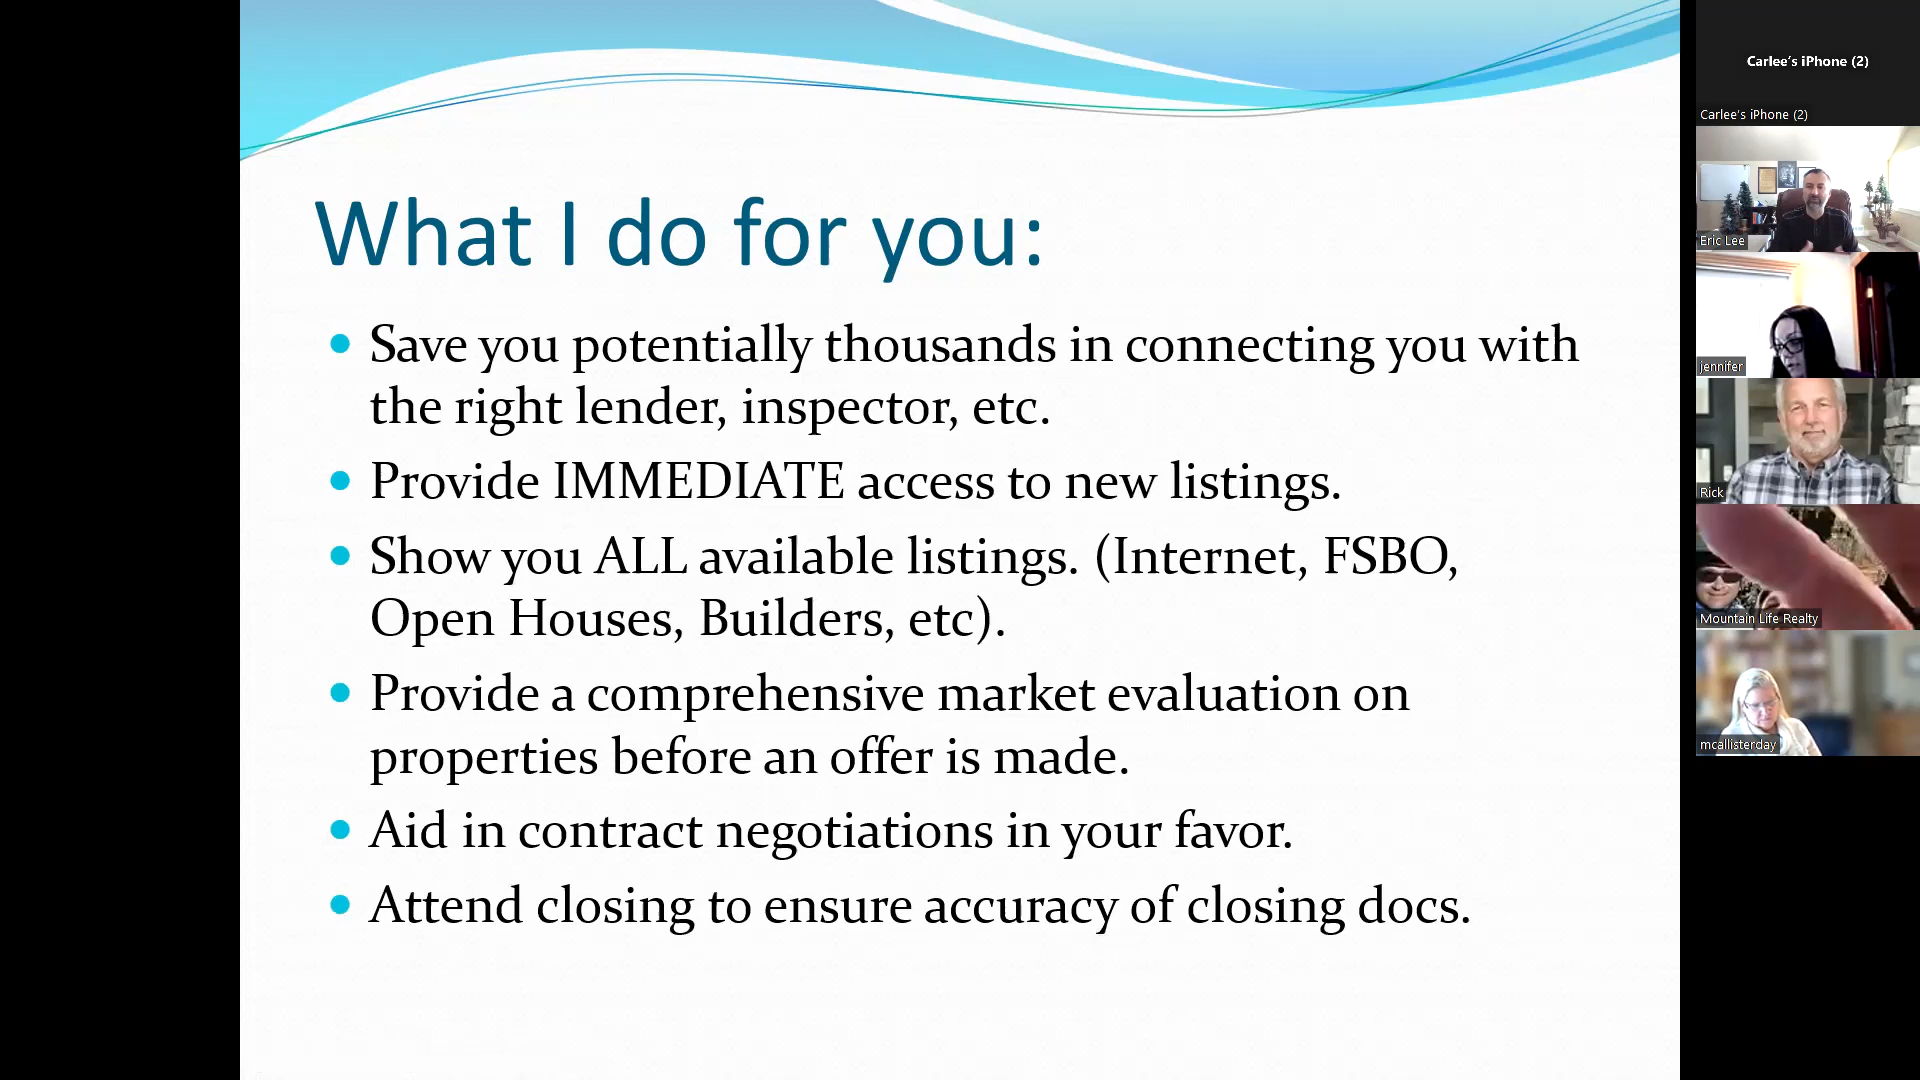 What I do for you:
Save you potentially thousands in connecting you with
the right lender, inspector, etc.
Provide IMMEDIATE access to new listings.
Show you ALL available listings. (Internet, FSBO,
Open Houses, Builders, etc).
Provide a comprehensive market evaluation on
properties before an offer is made.
Aid in contract negotiations in your favor.
Attend closing to ensure accuracy of closing docs.
Carlee's iPhone (2)
Carlee's iPhone (2)
Eric Lee
jennifer
Rick
Mountain Life Realty
mcallisterday